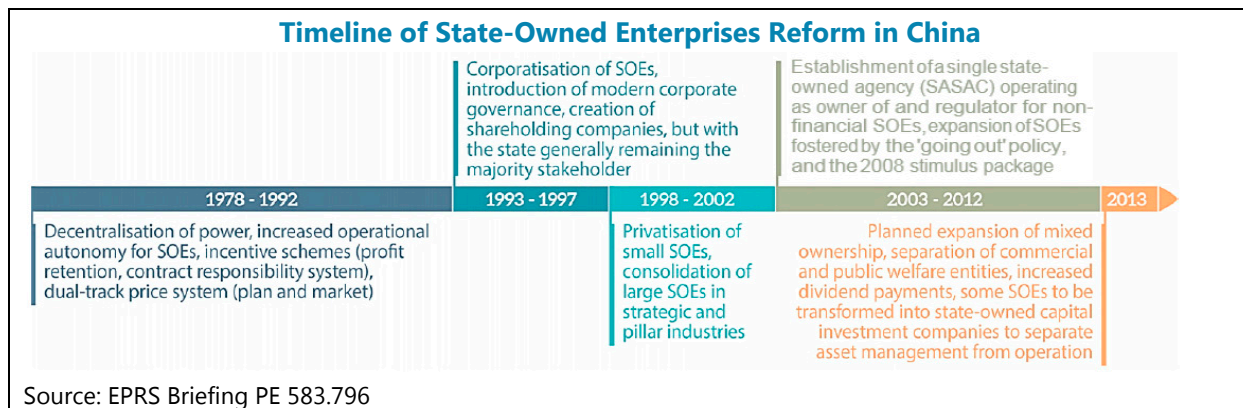 Timeline of State-Owned Enterprises Reform in China
Corporatisation of SOEs,
introduction of modern corporate
governance, creation of
shareholding companies, but with
the state generally remaining the
majority stakeholder
Establishment of a single state-
owned agency (SASAC) operating
as owner of and regulator for non-
financial SOEs, expansion of SOEs
fostered by the 'going out' policy,
and the 2008 stimulus package
1978 - 1992
1993 - 1997
1998 - 2002
2003 - 2012
2013
Decentralisation of power, increased operational
autonomy for SOEs, incentive schemes (profit
retention, contract responsibility system),
dual-track price system (plan and market)
Privatisation of
small SOEs,
consolidation of
large SOEs in
strategic and
pillar industries
Planned expansion of mixed
ownership, separation of commercial
and public welfare entities, increased
dividend payments, some SOEs to be
transformed into state-owned capital
investment companies to separate
asset management from operation
Source: EPRS Briefing PE 583.796